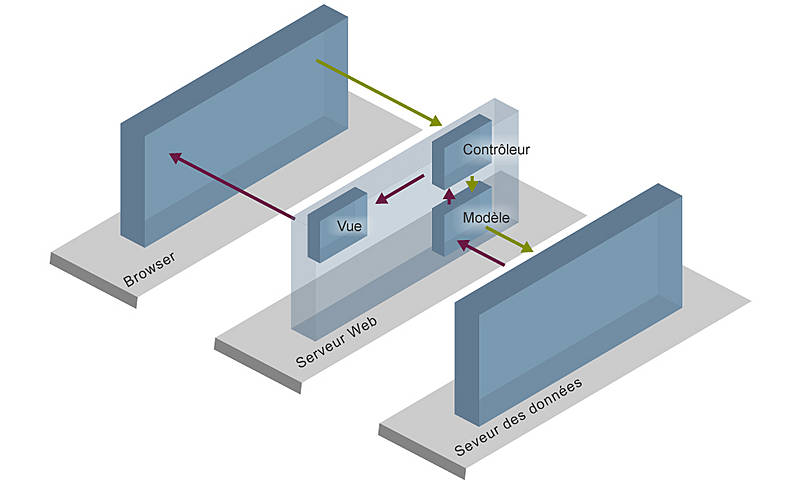 Contrôleur
Vue
Modèle
Browser
Serveur Web
Seveur des données